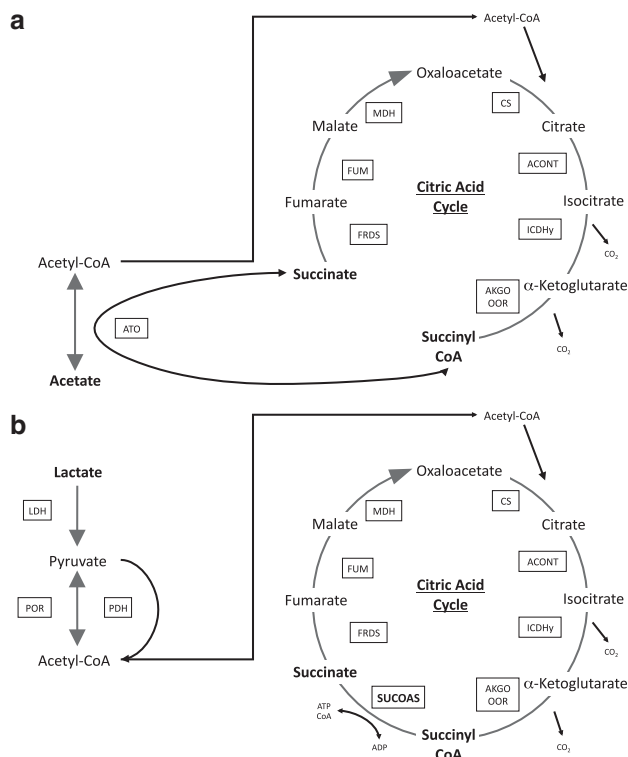 a
Acetyl-CoA
Oxaloacetate
MDH
CS
Malate
Citrate
FUM
ACONT
Citric Acid
Cycle
Fumarate
Isocitrate
FRDS
ICDHy
CO2
Acetyl-CoA
Succinate
AKGO
OOR
α-Ketoglutarate
ATO
Succinyl
CoA
CO2
Acetate
b
Acetyl-CoA
Lactate
Oxaloacetate
LDH
MDH
CS
Malate
Citrate
Pyruvate
FUM
ACONT
Citric Acid
Cycle
POR
PDH
Fumarate
Isocitrate
FRDS
ICDHy
CO2
Acetyl-CoA
Succinate
AKGO
OOR
α-Ketoglutarate
SUCOAS
ATP
CoA
ADP
Succinyl
CoA
CO2